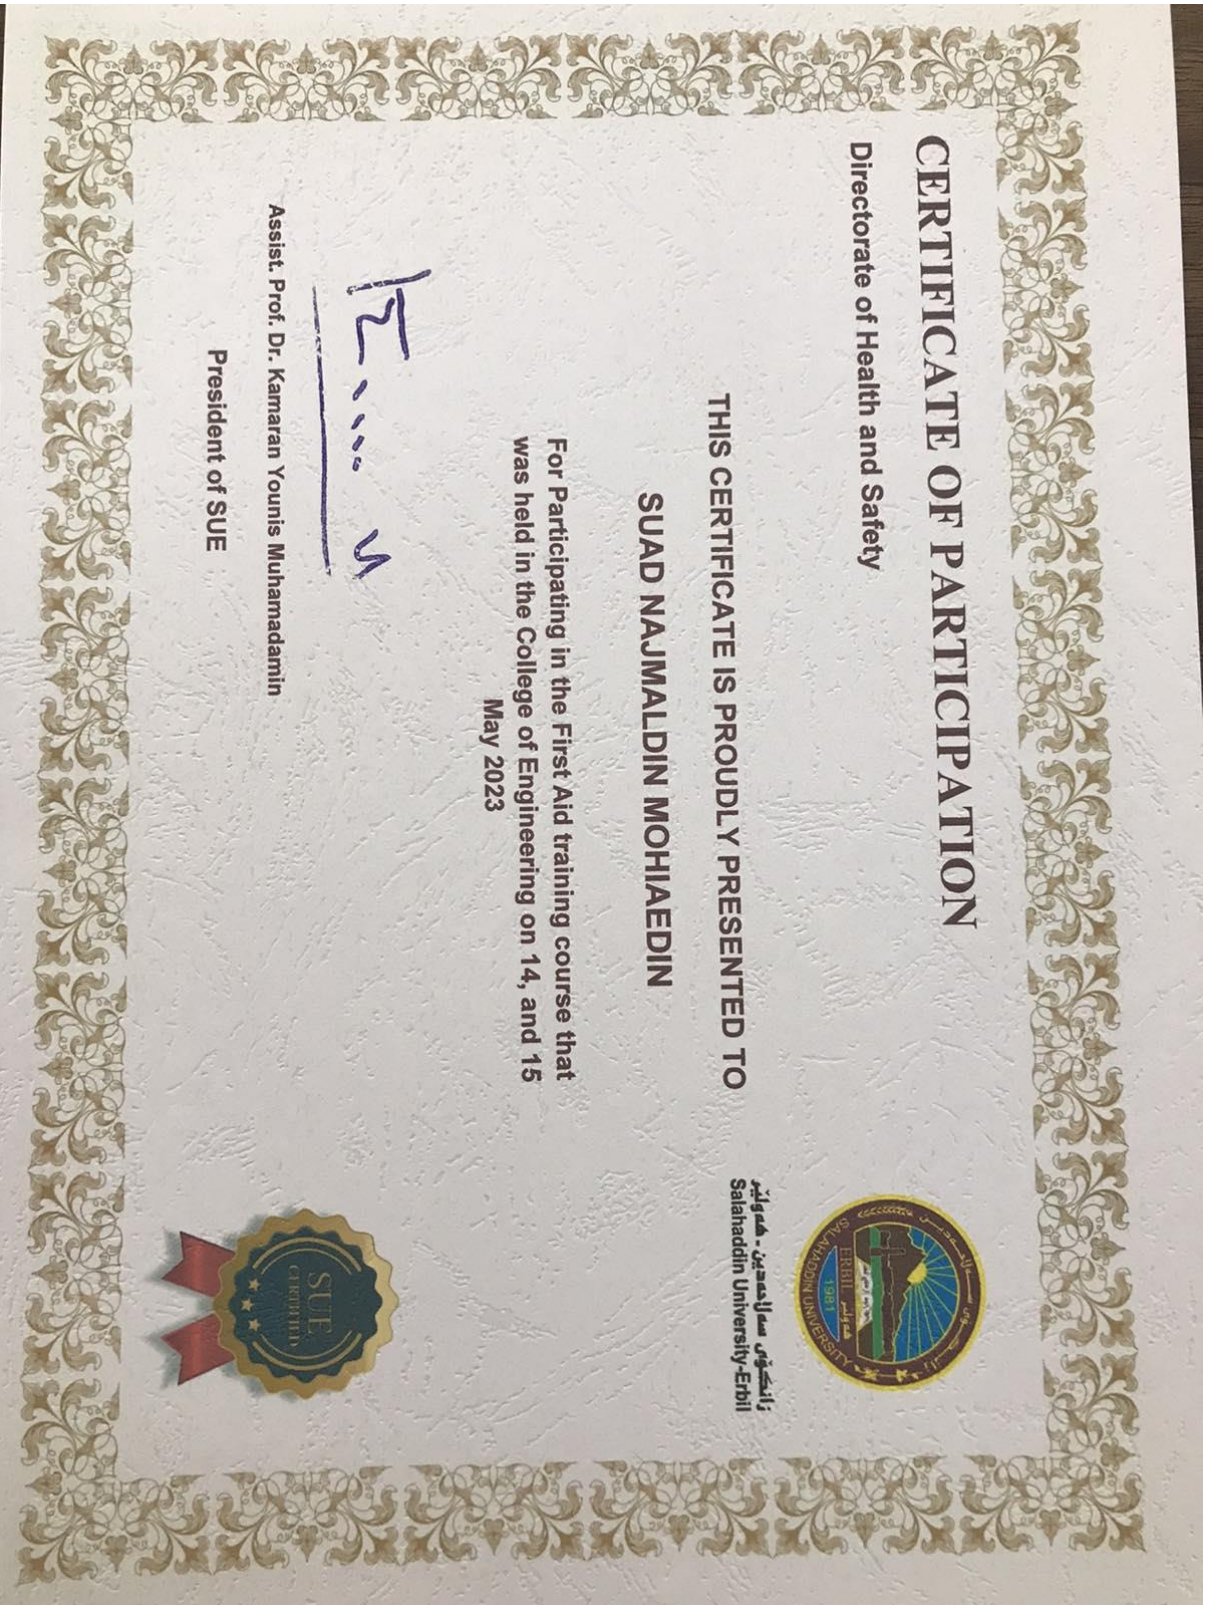 CERTIFICATE OF PARTICIPATION
Directorate of Health and Safety
زانكۆی سەلاحەدین - هەولێر
Salahaddin University-Erbil
SALAHADDIN UNIVERSITY
ERBIL هەولێر
1981
THIS CERTIFICATE IS PROUDLY PRESENTED TO
SUAD NAJMALDIN MOHIAEDIN
For Participating in the First Aid training course that
was held in the College of Engineering on 14, and 15
May 2023
Assist. Prof. Dr. Kamaran Younis Muhamadamin
President of SUE
SUE
CERTIFIED